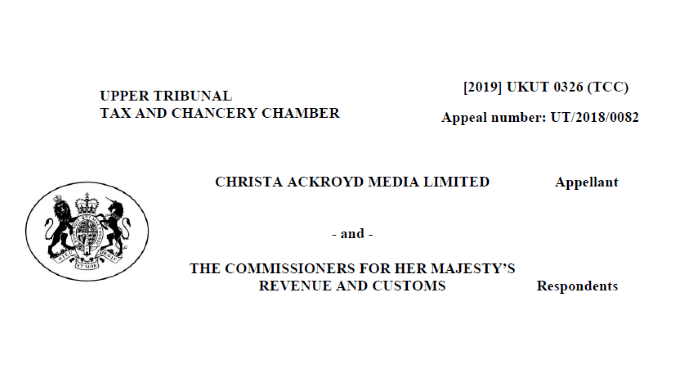 [2019] UKUT 0326 (TCC)
UPPER TRIBUNAL
TAX AND CHANCERY CHAMBER
Appeal number: UT/2018/0082
CHRISTA ACKROYD MEDIA LIMITED Appellant
- and -
THE COMMISSIONERS FOR HER MAJESTY'S
REVENUE AND CUSTOMS Respondents